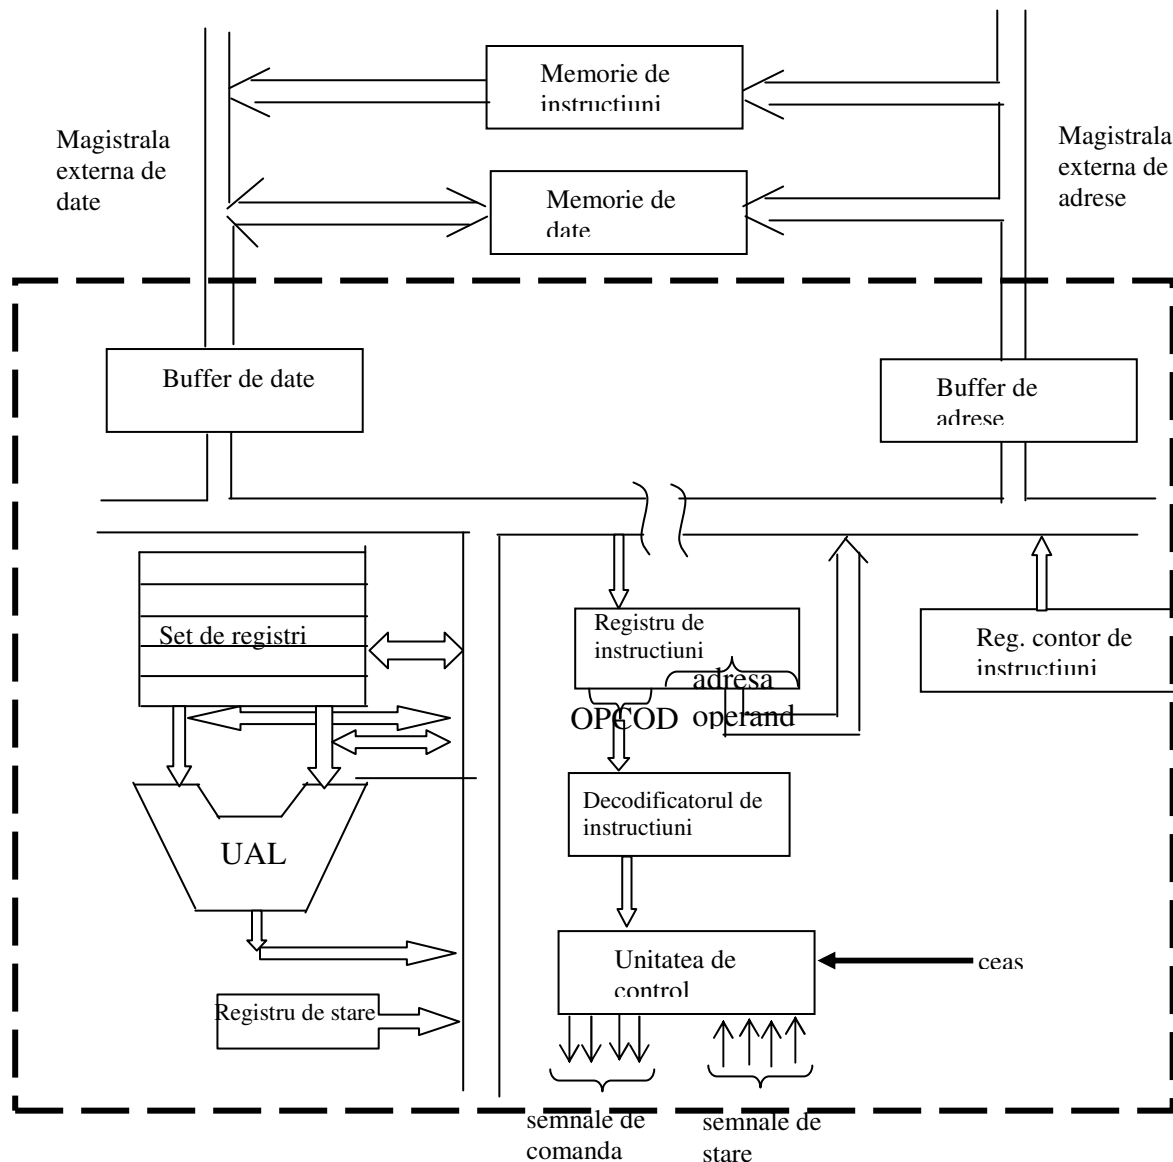 Memorie de
instructiuni
Magistrala
externa de
date
Magistrala
externa de
adrese
Memorie de
date
Buffer de date
Buffer de
adrese
Set de registri
Registru de
instructiuni
adresa
operand
OPCOD
Reg. contor de
instructiuni
Decodificatorul de
instructiuni
UAL
Unitatea de
control
ceas
Registru de stare
semnale de
comanda
semnale de
stare